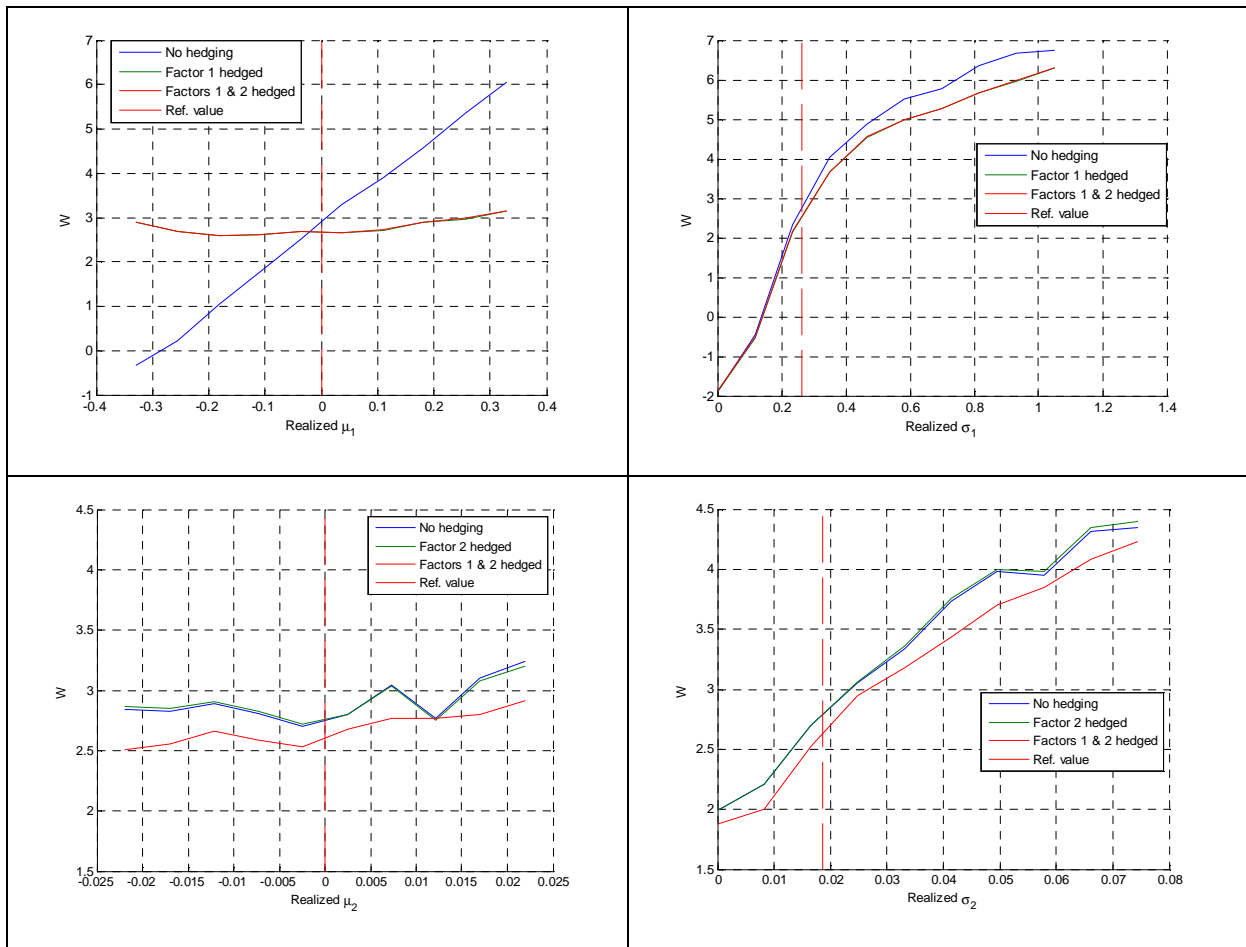 7
6
5
4
3
2
1
0
-1
W
No hedging
Factor 1 hedged
Factors 1 & 2 hedged
Ref. value
-0.4 -0.3 -0.2 -0.1 0 0.1 0.2 0.3 0.4
Realized μ1
7
6
5
4
3
2
1
0
-1
-2
W
No hedging
Factor 1 hedged
Factors 1 & 2 hedged
Ref. value
0 0.2 0.4 0.6 0.8 1 1.2 1.4
Realized σ1
4.5
4
3.5
3
2.5
2
1.5
W
No hedging
Factor 2 hedged
Factors 1 & 2 hedged
Ref. value
-0.025 -0.02 -0.015 -0.01 -0.005 0 0.005 0.01 0.015 0.02 0.025
Realized μ2
4.5
4
3.5
3
2.5
2
1.5
W
No hedging
Factor 2 hedged
Factors 1 & 2 hedged
Ref. value
0 0.01 0.02 0.03 0.04 0.05 0.06 0.07 0.08
Realized σ2